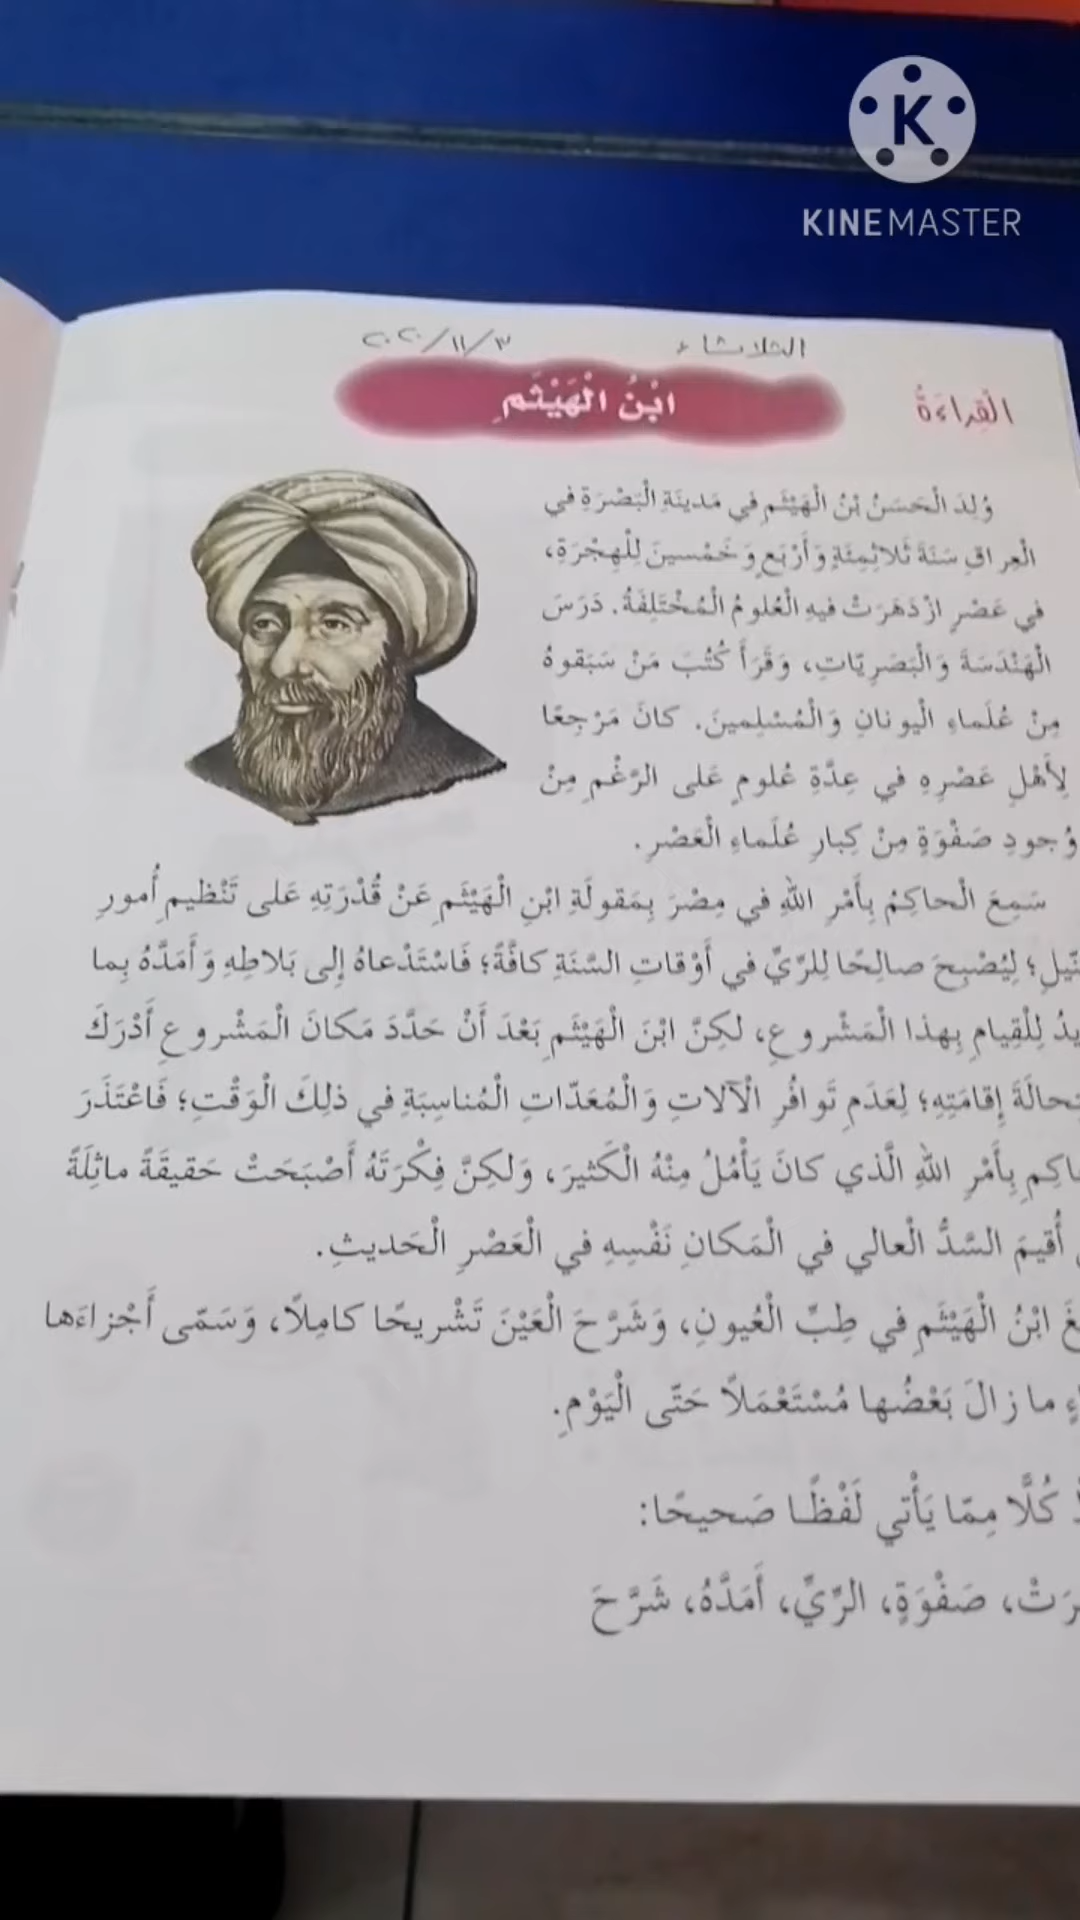 KINEMASTER
الثلاثاء ٢٠٢٠/١١/٣
الْقِراءَةُ
ابْنُ الْهَيْثَمِ
وُلِدَ الْحَسَنُ بْنُ الْهَيْثَمِ في مَدينَةِ الْبَصْرَةِ في
الْعِراقِ سَنَةَ ثَلاثِمِئَةٍ وَأَرْبَعٍ وَخَمْسينَ لِلْهِجْرَةِ،
في عَصْرٍ ازْدَهَرَتْ فيهِ الْعُلومُ الْمُخْتَلِفَةُ. دَرَسَ
الْهَنْدَسَةَ وَالْبَصَرِيّاتِ، وَقَرَأَ كُتُبَ مَنْ سَبَقوهُ
مِنْ عُلَماءِ الْيونانِ وَالْمُسْلِمينَ. كانَ مَرْجِعًا
لِأَهْلِ عَصْرِهِ في عِدَّةِ عُلومٍ عَلى الرَّغْمِ مِنْ
وُجودِ صَفْوَةٍ مِنْ كِبارِ عُلَماءِ الْعَصْرِ.
سَمِعَ الْحاكِمُ بِأَمْرِ اللهِ في مِصْرَ بِمَقولَةِ ابْنِ الْهَيْثَمِ عَنْ قُدْرَتِهِ عَلى تَنْظيمِ أُمورِ
لِيُصْبِحَ صالِحًا لِلرَّيِّ في أَوْقاتِ السَّنَةِ كافَّةً؛ فَاسْتَدْعاهُ إِلى بَلاطِهِ وَأَمَدَّهُ بِما
لِلْقِيامِ بِهذا الْمَشْروعِ، لكِنَّ ابْنَ الْهَيْثَمِ بَعْدَ أَنْ حَدَّدَ مَكانَ الْمَشْروعِ أَدْرَكَ
إِقامَتِهِ؛ لِعَدَمِ تَوافُرِ الْآلاتِ وَالْمُعَدّاتِ الْمُناسِبَةِ في ذلِكَ الْوَقْتِ؛ فَاعْتَذَرَ
بِأَمْرِ اللهِ الَّذي كانَ يَأْمُلُ مِنْهُ الْكَثيرَ، وَلكِنَّ فِكْرَتَهُ أَصْبَحَتْ حَقيقَةً ماثِلَةً
أُقيمَ السَّدُّ الْعالي في الْمَكانِ نَفْسِهِ في الْعَصْرِ الْحَديثِ.
ابْنُ الْهَيْثَمِ في طِبِّ الْعُيونِ، وَشَرَّحَ الْعَيْنَ تَشْريحًا كامِلًا، وَسَمّى أَجْزاءَها
ما زالَ بَعْضُها مُسْتَعْمَلًا حَتّى الْيَوْمِ.
كُلًّا مِمّا يَأْتي لَفْظًا صَحيحًا:
صَفْوَةٍ، الرَّيِّ، أَمَدَّهُ، شَرَّحَ